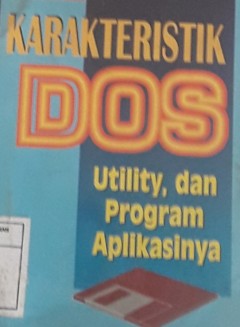 KARAKTERISTIK
DOS
Utility, dan
Program
Aplikasinya